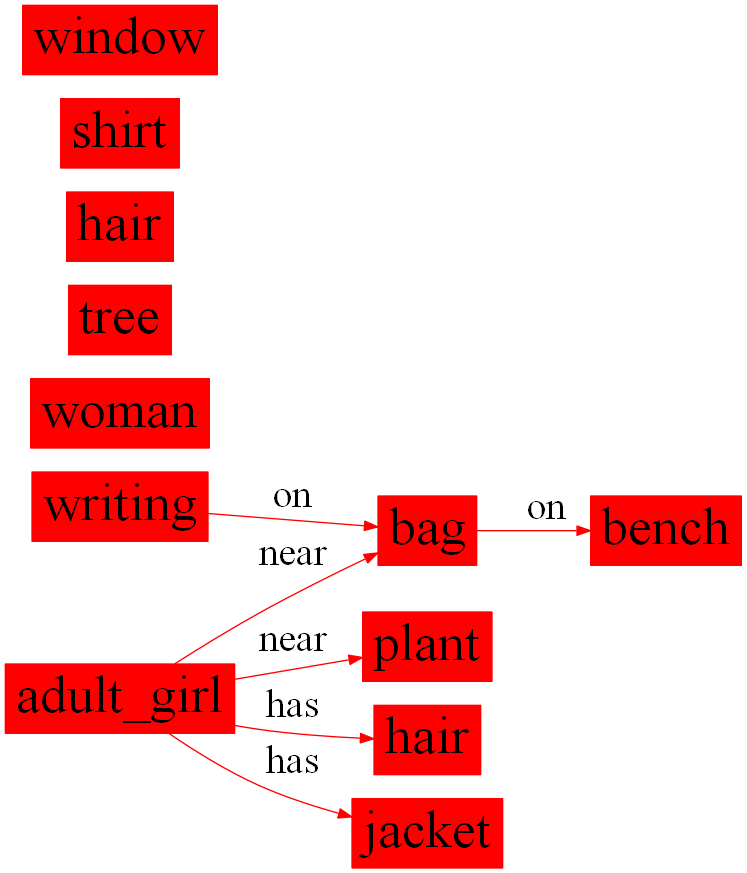 window
shirt
hair
tree
woman
writing
on
bag
on
bench
near
adult_girl
near
plant
has
hair
has
jacket